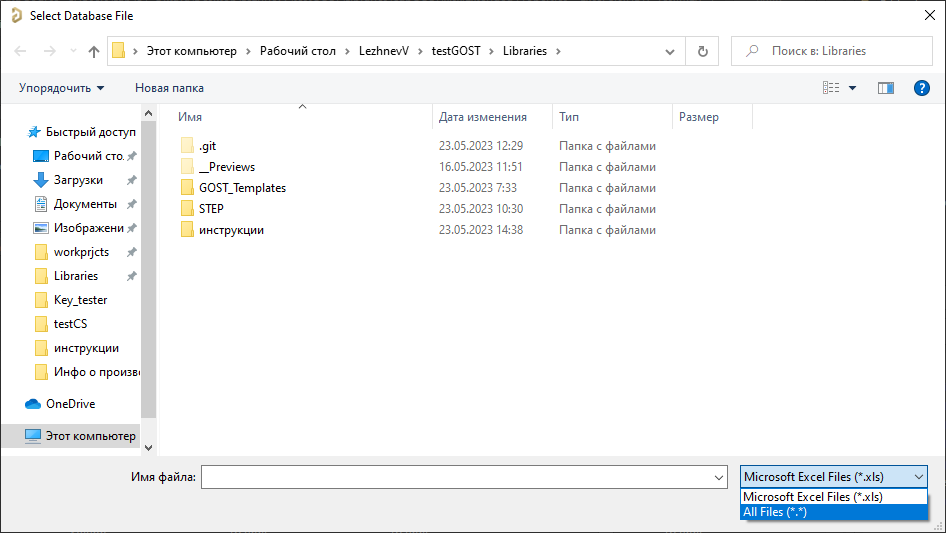 Select Database File
Этот компьютер > Рабочий стол > LezhnevV > testGOST > Libraries >
Поиск в: Libraries
Упорядочить
Новая папка
Имя
Дата изменения
Тип
Размер
Быстрый доступ
Рабочий сто.
Загрузки
Документы
Изображени
workprjcts
Libraries
Key_tester
testCS
инструкции
Инфо о произв
OneDrive
Этот компьютер
.git 23.05.2023 12:29 Папка с файлами
__Previews 16.05.2023 11:51 Папка с файлами
GOST_Templates 23.05.2023 7:33 Папка с файлами
STEP 23.05.2023 10:30 Папка с файлами
инструкции 23.05.2023 14:38 Папка с файлами
Имя файла:
Microsoft Excel Files (*.xls)
Microsoft Excel Files (*.xls)
All Files (*.*)